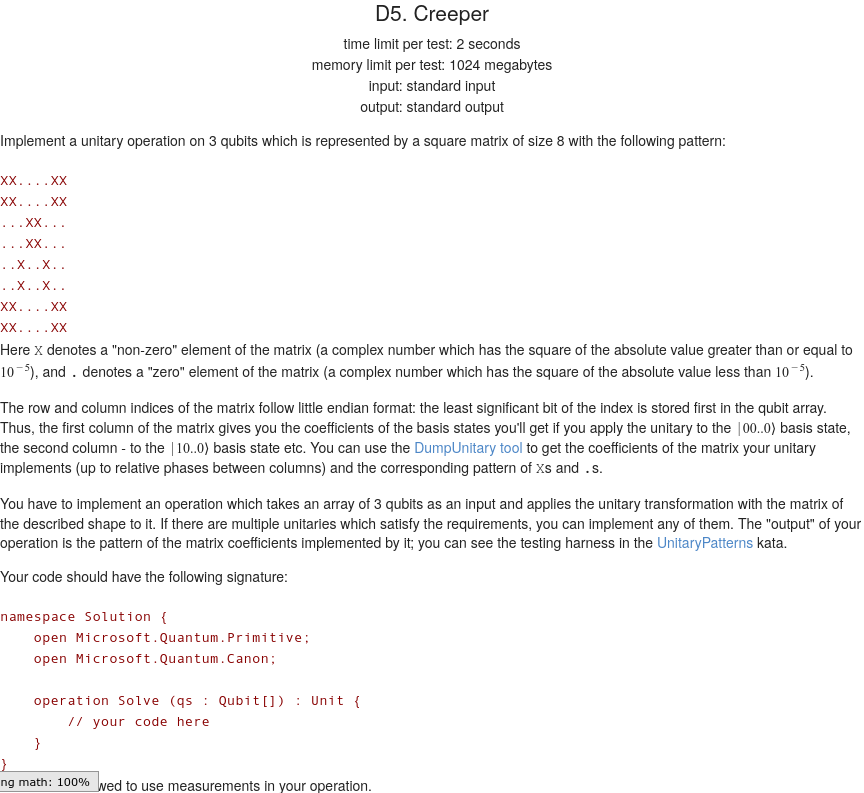 D5. Creeper
time limit per test: 2 seconds
memory limit per test: 1024 megabytes
input: standard input
output: standard output
Implement a unitary operation on 3 qubits which is represented by a square matrix of size 8 with the following pattern:
XX....XX
XX....XX
...XX...
...XX...
..X..X..
..X..X..
XX....XX
XX....XX
Here X denotes a "non-zero" element of the matrix (a complex number which has the square of the absolute value greater than or equal to
10⁻⁵), and . denotes a "zero" element of the matrix (a complex number which has the square of the absolute value less than 10⁻⁵).
The row and column indices of the matrix follow little endian format: the least significant bit of the index is stored first in the qubit array.
Thus, the first column of the matrix gives you the coefficients of the basis states you'll get if you apply the unitary to the |00..0⟩ basis state,
the second column - to the |10..0⟩ basis state etc. You can use the DumpUnitary tool to get the coefficients of the matrix your unitary
implements (up to relative phases between columns) and the corresponding pattern of Xs and .s.
You have to implement an operation which takes an array of 3 qubits as an input and applies the unitary transformation with the matrix of
the described shape to it. If there are multiple unitaries which satisfy the requirements, you can implement any of them. The "output" of your
operation is the pattern of the matrix coefficients implemented by it; you can see the testing harness in the UnitaryPatterns kata.
Your code should have the following signature:
namespace Solution {
    open Microsoft.Quantum.Primitive;
    open Microsoft.Quantum.Canon;
    operation Solve (qs : Qubit[]) : Unit {
        // your code here
    }
}
ng math: 100%
wed to use measurements in your operation.